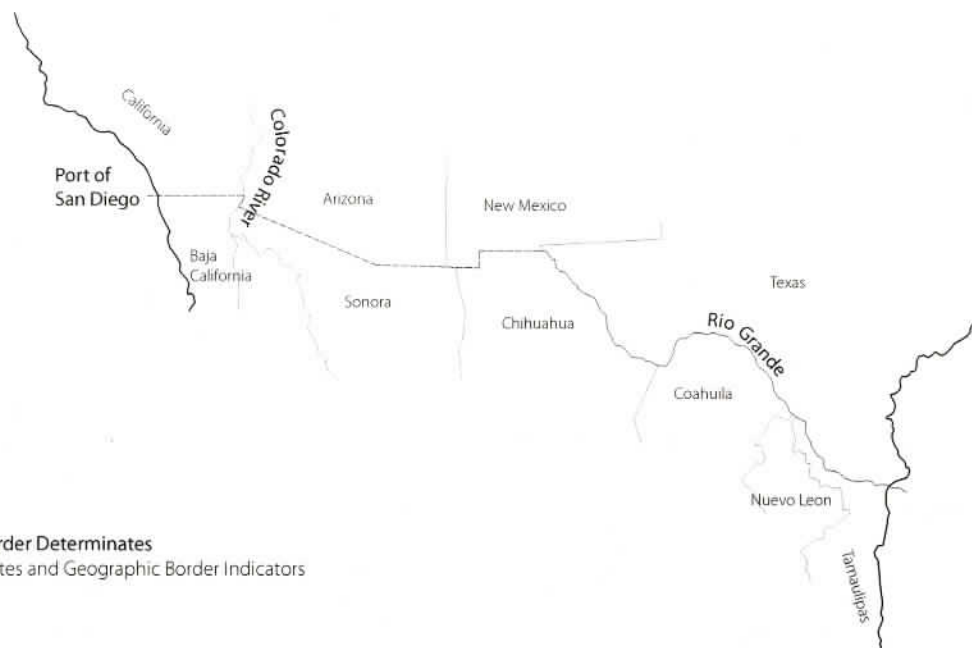 California
Colorado River
Port of
San Diego
Arizona
New Mexico
Baja
California
Sonora
Texas
Chihuahua
Rio Grande
Coahuila
Nuevo Leon
Tamaulipas
rder Determinates
tes and Geographic Border Indicators